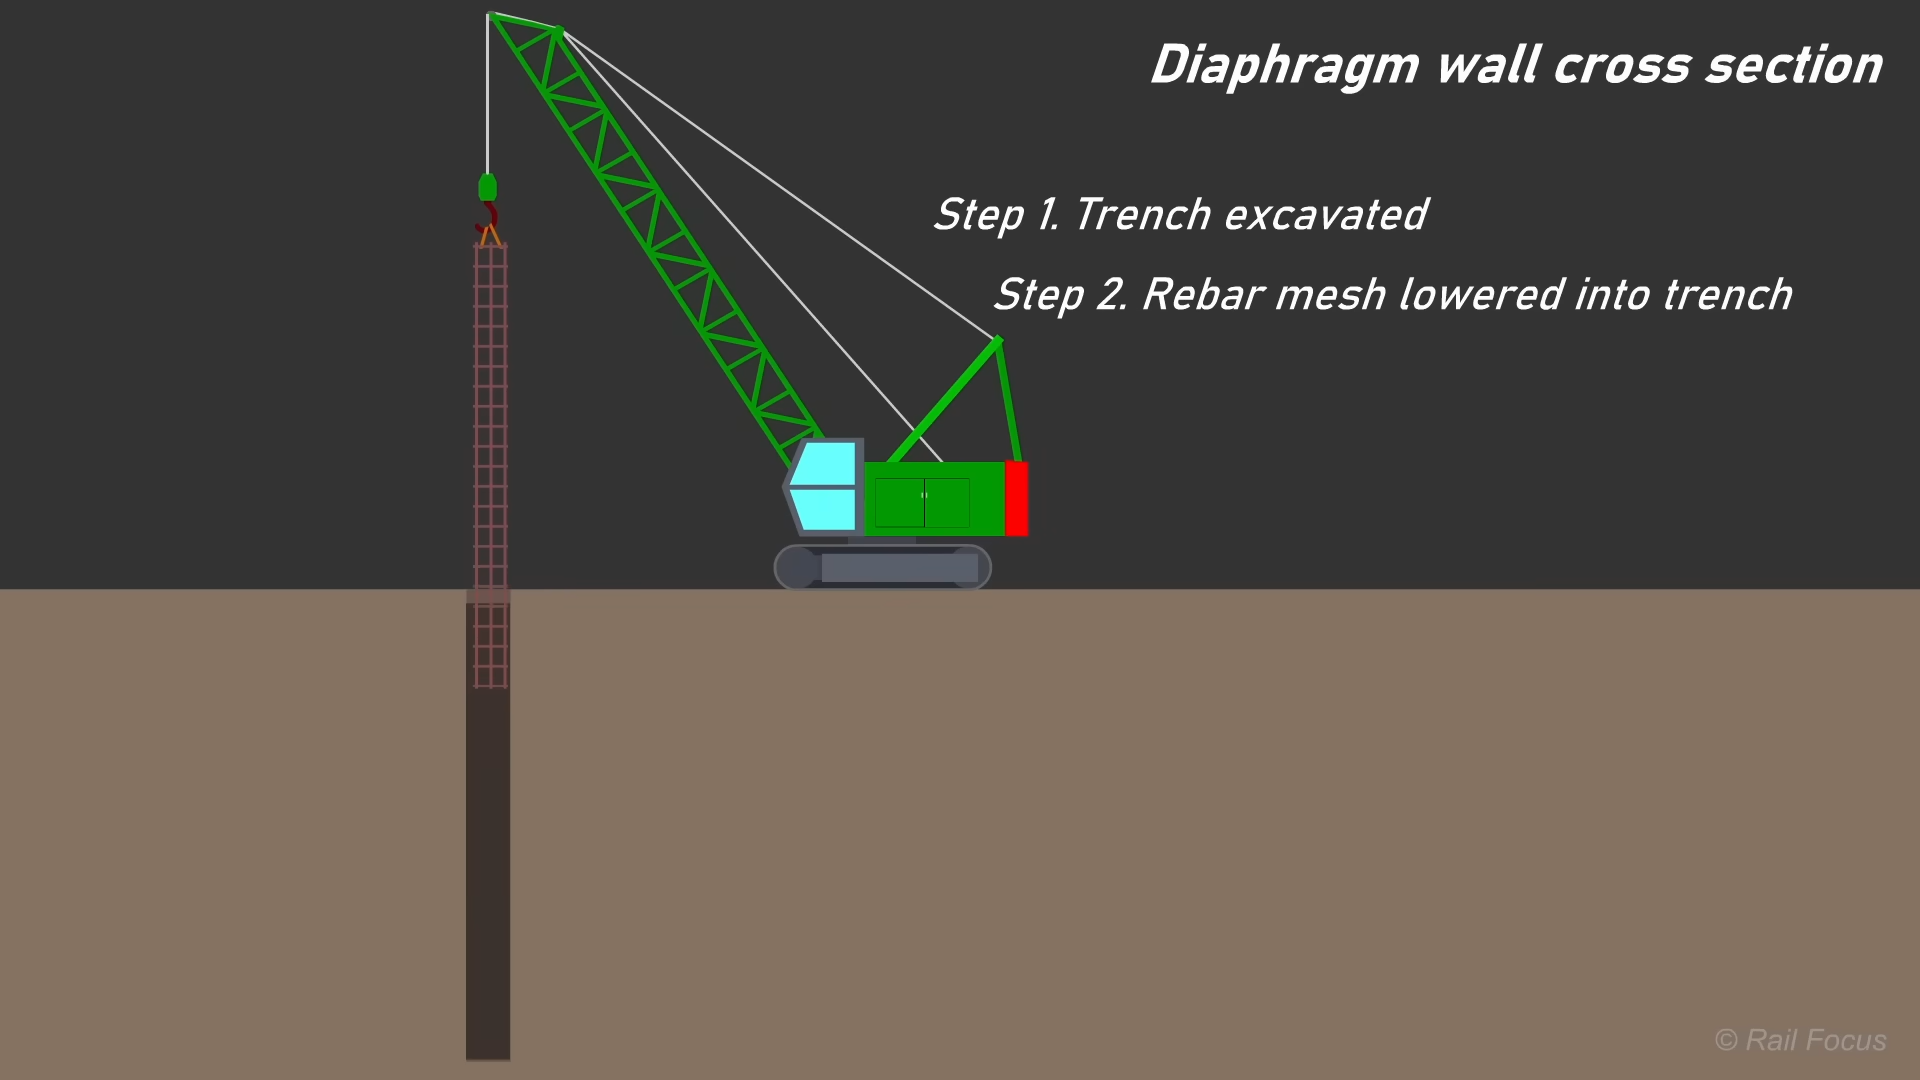 Diaphragm wall cross section
Step 1. Trench excavated
Step 2. Rebar mesh lowered into trench
© Rail Focus